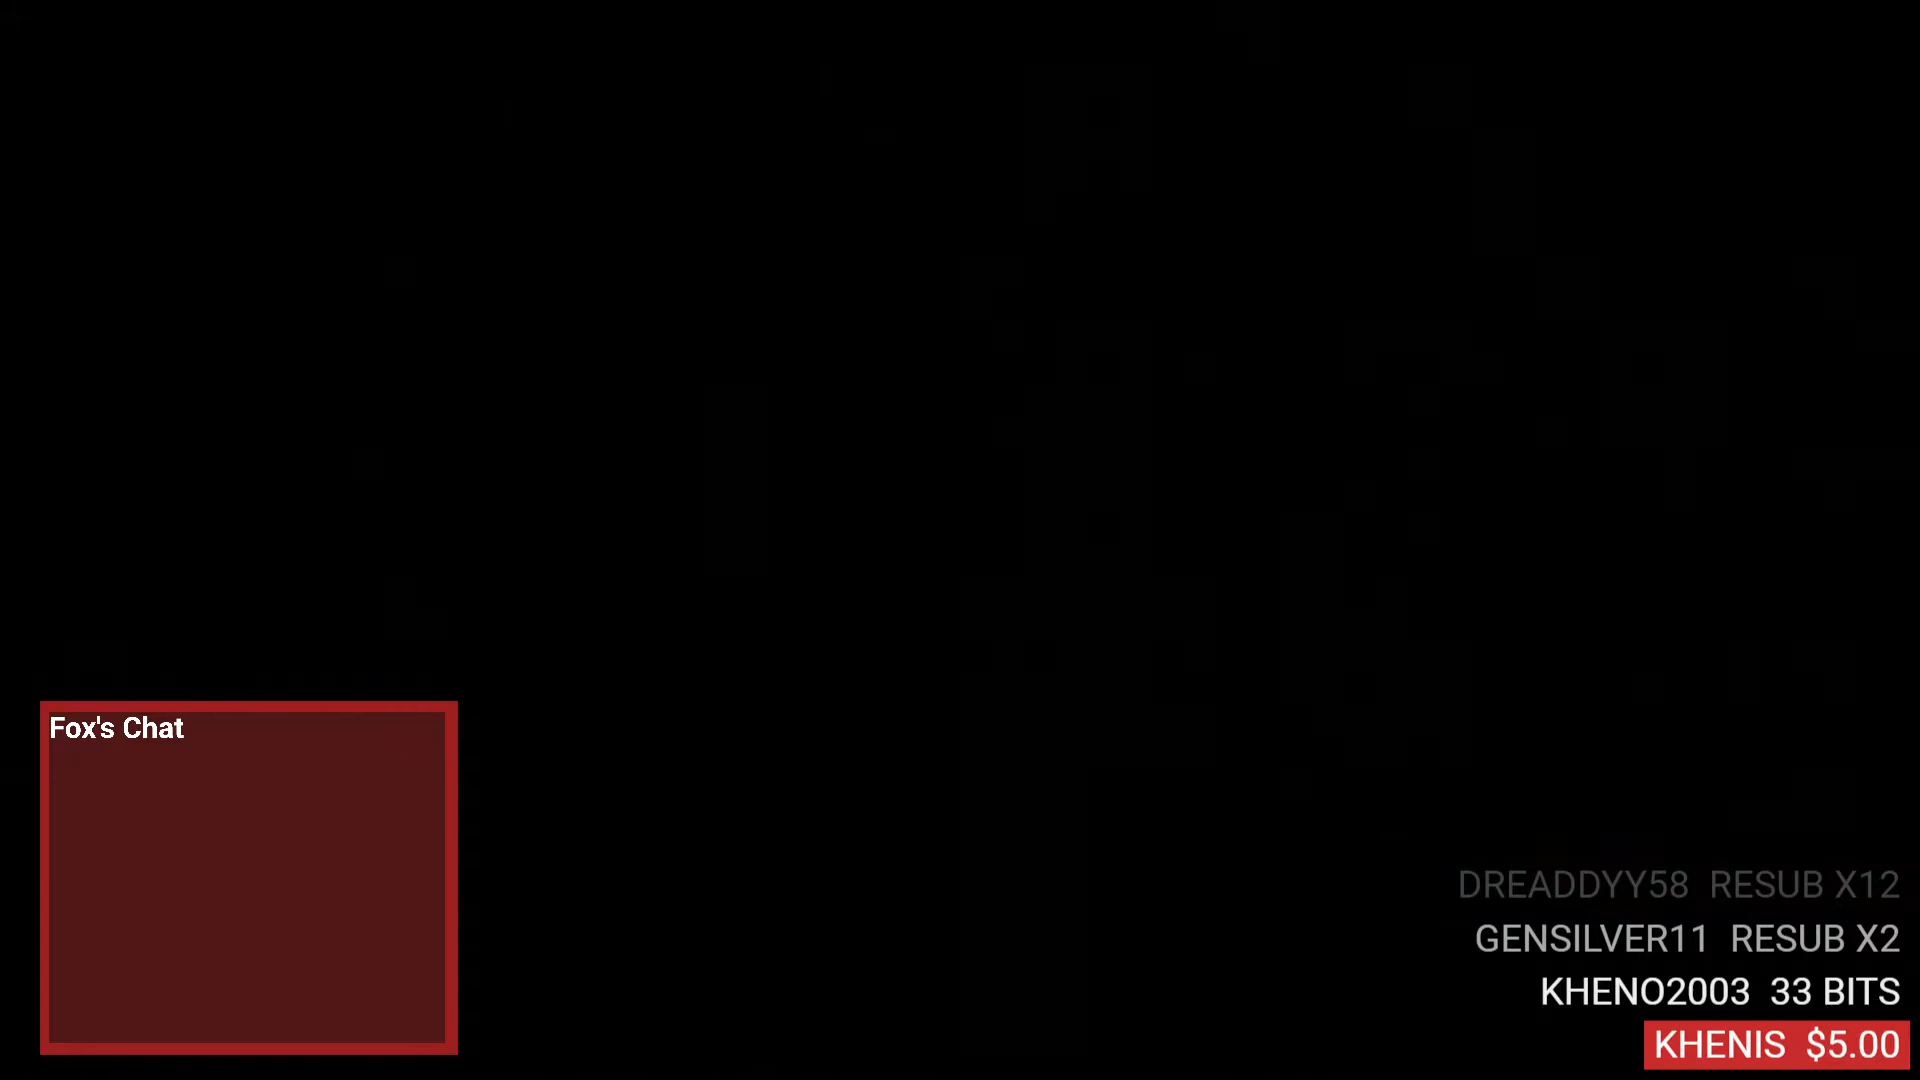 Fox's Chat
DREADDYY58 RESUB X12
GENSILVER11 RESUB X2
KHENO2003 33 BITS
KHENIS $5.00